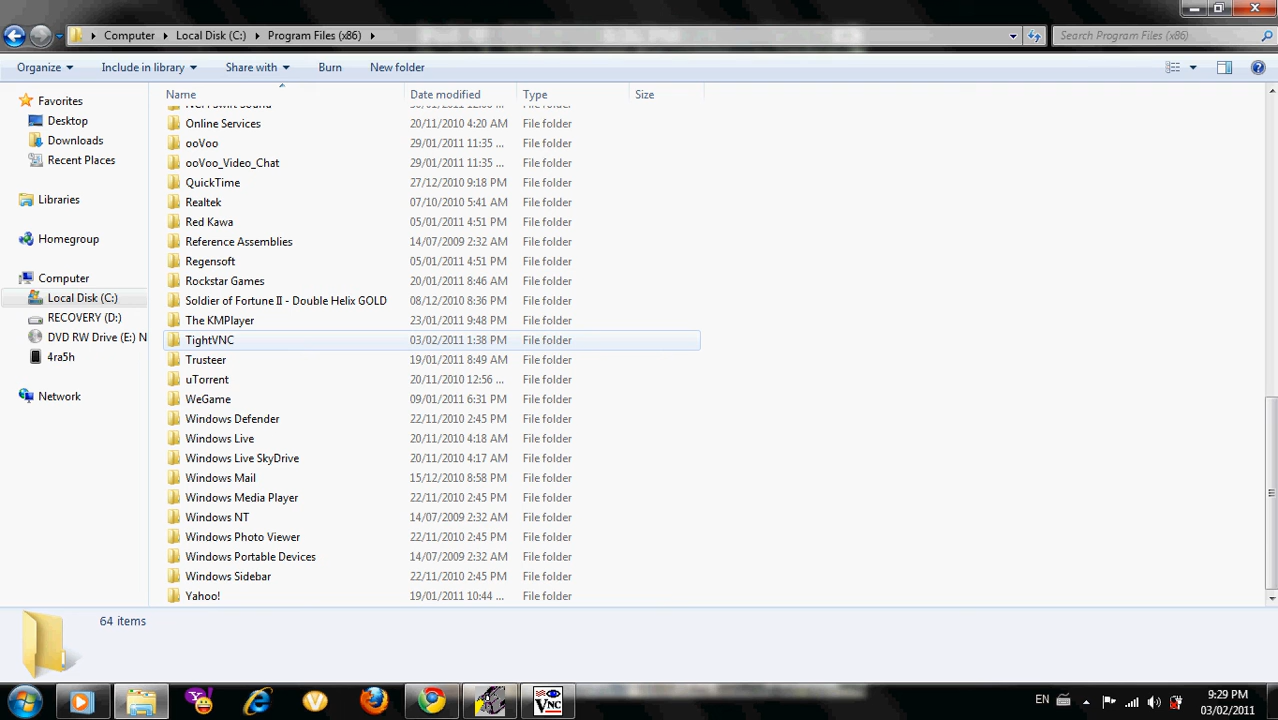 Computer Local Disk (C:) Program Files (x86) Search Program Files (x86)
Organize Include in library Share with Burn New folder
Name Date modified Type Size
Favorites
Desktop
Downloads
Recent Places
Libraries
Homegroup
Computer
Local Disk (C:)
RECOVERY (D:)
DVD RW Drive (E:) N
4ra5h
Network
Online Services 20/11/2010 4:20 AM File folder
ooVoo 29/01/2011 11:35 ... File folder
ooVoo_Video_Chat 29/01/2011 11:35 ... File folder
QuickTime 27/12/2010 9:18 PM File folder
Realtek 07/10/2010 5:41 AM File folder
Red Kawa 05/01/2011 4:51 PM File folder
Reference Assemblies 14/07/2009 2:32 AM File folder
Regensoft 05/01/2011 4:51 PM File folder
Rockstar Games 20/01/2011 8:46 AM File folder
Soldier of Fortune II - Double Helix GOLD 08/12/2010 8:36 PM File folder
The KMPlayer 23/01/2011 9:48 PM File folder
TightVNC 03/02/2011 1:38 PM File folder
Trusteer 19/01/2011 8:49 AM File folder
uTorrent 20/11/2010 12:56 ... File folder
WeGame 09/01/2011 6:31 PM File folder
Windows Defender 22/11/2010 2:45 PM File folder
Windows Live 20/11/2010 4:18 AM File folder
Windows Live SkyDrive 20/11/2010 4:17 AM File folder
Windows Mail 15/12/2010 8:58 PM File folder
Windows Media Player 22/11/2010 2:45 PM File folder
Windows NT 14/07/2009 2:32 AM File folder
Windows Photo Viewer 22/11/2010 2:45 PM File folder
Windows Portable Devices 14/07/2009 2:32 AM File folder
Windows Sidebar 22/11/2010 2:45 PM File folder
Yahoo! 19/01/2011 10:44 ... File folder
64 items
VNC
EN
9:29 PM
03/02/2011